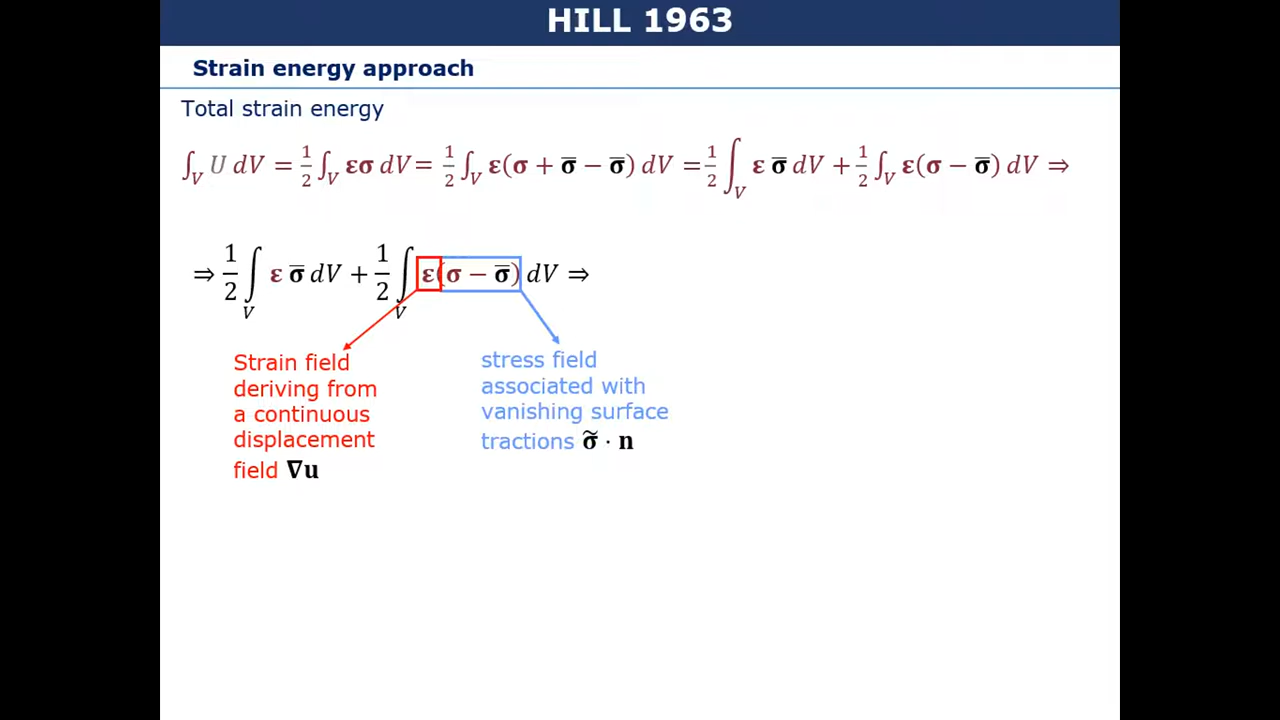 HILL 1963
Strain energy approach
Total strain energy
∫_V U dV = 1/2 ∫_V εσ dV = 1/2 ∫_V ε(σ + σ̅ − σ̅) dV = 1/2 ∫_V ε σ̅ dV + 1/2 ∫_V ε(σ − σ̅) dV ⇒
⇒ 1/2 ∫_V ε σ̅ dV + 1/2 ∫_V ε(σ − σ̅) dV ⇒
Strain field
deriving from
a continuous
displacement
field ∇u
stress field
associated with
vanishing surface
tractions σ̃ · n